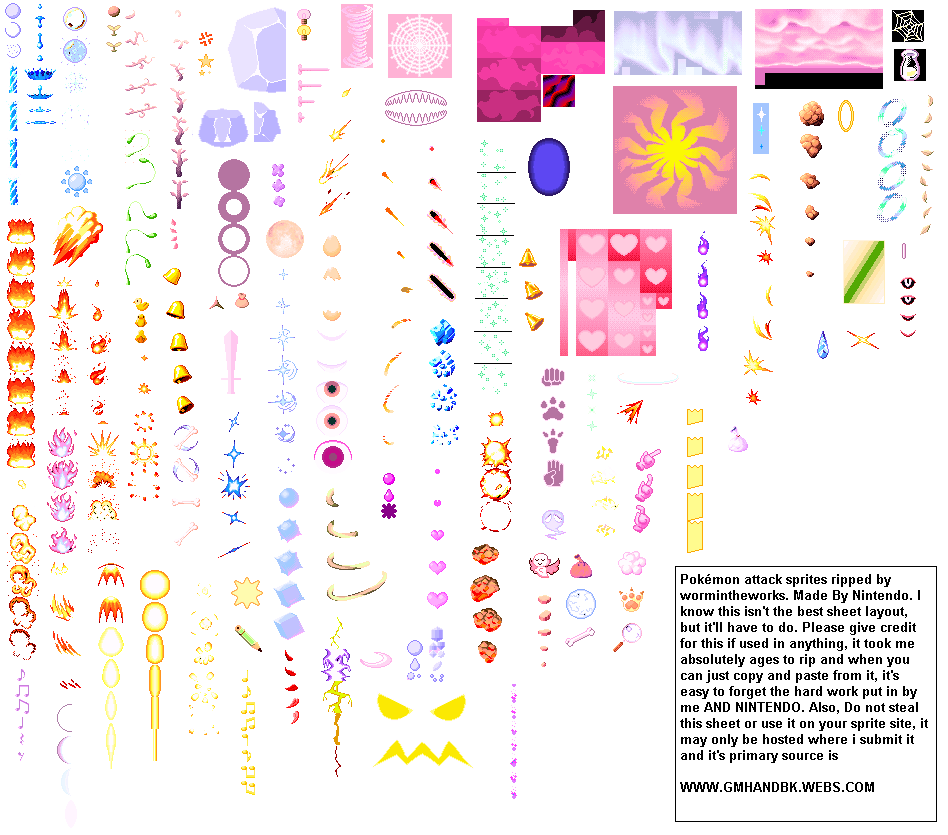 Pokémon attack sprites ripped by
wormintheworks. Made By Nintendo. I
know this isn't the best sheet layout,
but it'll have to do. Please give credit
for this if used in anything, it took me
absolutely ages to rip and when you
can just copy and paste from it, it's
easy to forget the hard work put in by
me AND NINTENDO. Also, Do not steal
this sheet or use it on your sprite site, it
may only be hosted where i submit it
and it's primary source is
WWW.GMHANDBK.WEBS.COM